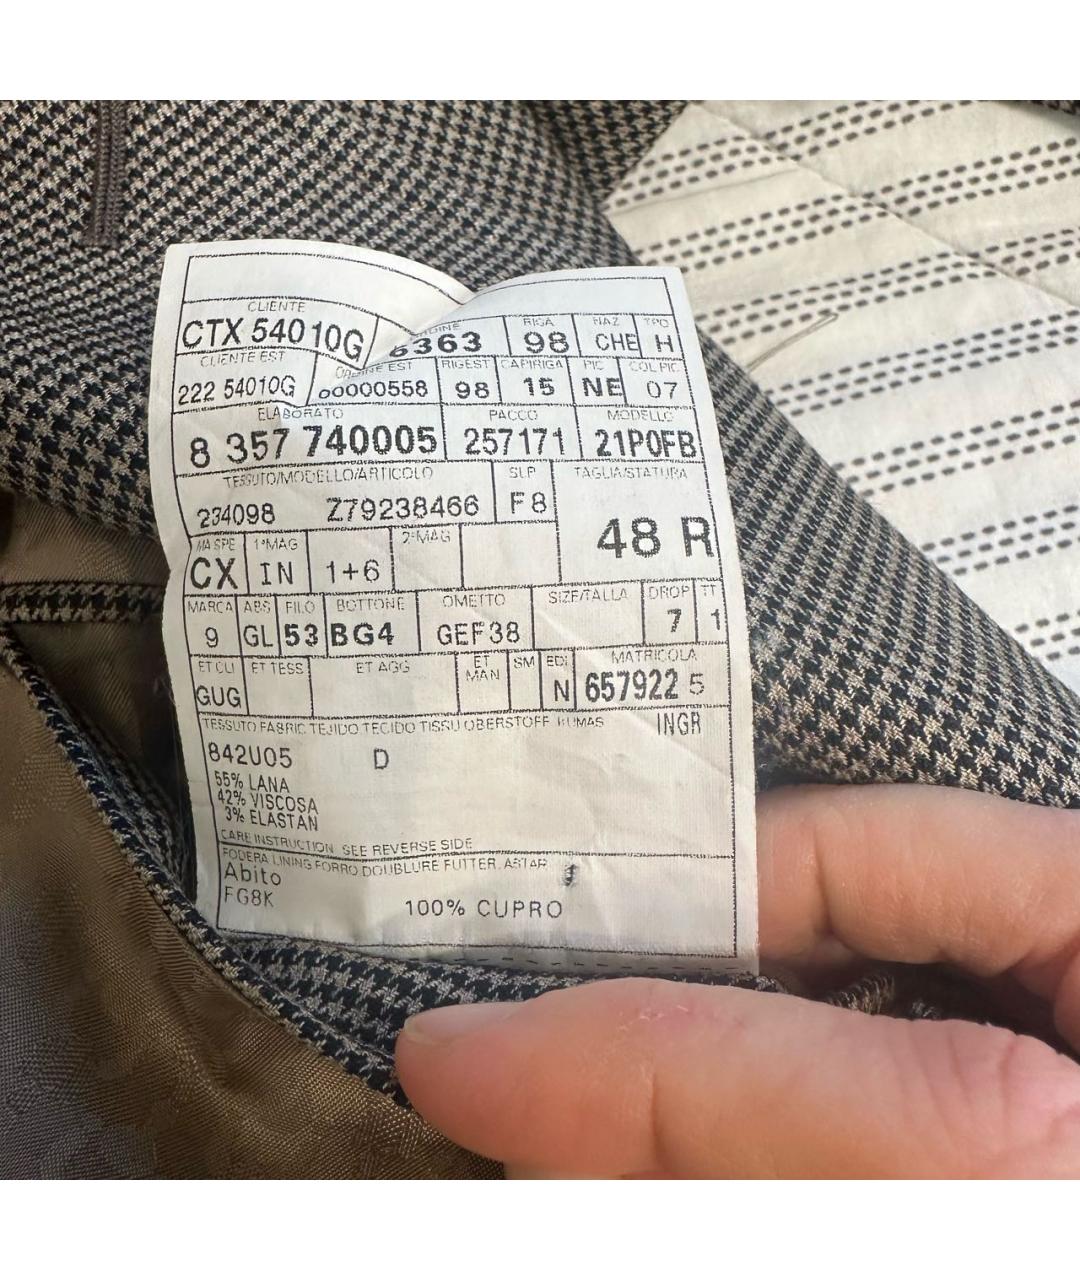 CLIENTE RIGA NAZ TPO
CTX 54010G 6363 98 CHE H
CLIENTE EST ORDINE EST RIGEST CAPIRIGA PIC COL PIC
222 54010G 00000558 98 15 NE 07
ELABORATO PACCO MODELLO
8 357 740005 257171 21P0FB
TESSUTO/MODELLO/ARTICOLO SLP TAGLIA/STATURA
234098 Z79238466 F8
48 R
MA SPE 1ªMAG 2ªMAG
CX IN 1+6
MARCA ABS FILO BOTTONE OMETTO SIZE/TALLA DROP TT
9 GL 53 BG4 GEF38 7 1
ET CLI ET TESS ET AGG ET MAN SM EDI MATRICOLA
GUG N 657922 5
TESSUTO FABRIC TEJIDO TECIDO TISSU OBERSTOFF KUMAS INGR
842U05 D
55% LANA
42% VISCOSA
3% ELASTAN
CARE INSTRUCTION SEE REVERSE SIDE
FODERA LINING FORRO DOUBLURE FUTTER. ASTAR
Abito
FG8K 100% CUPRO